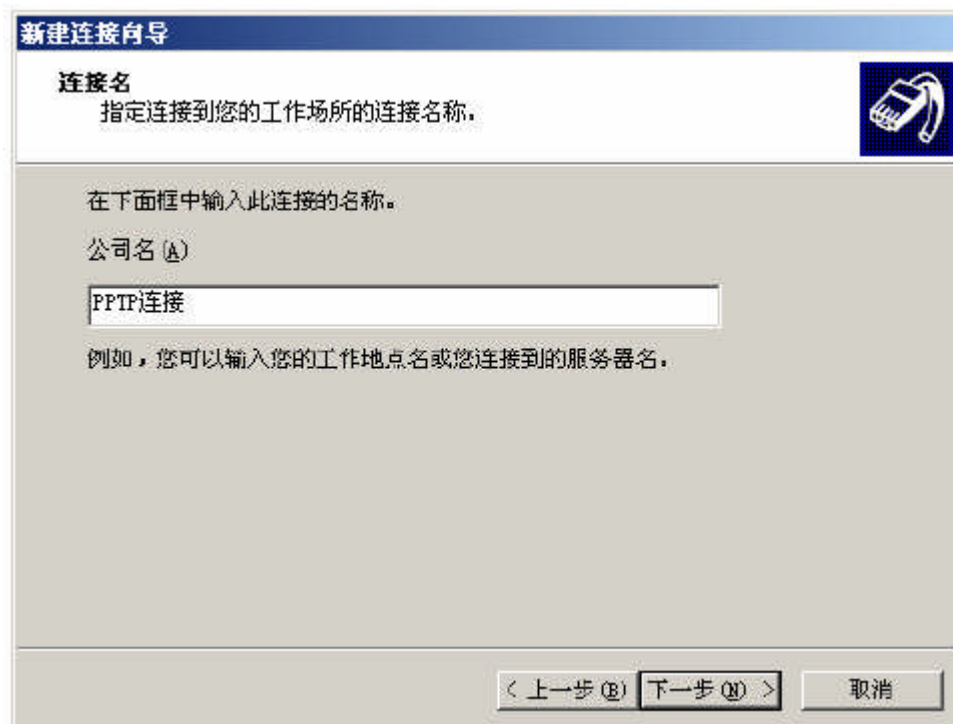 新建连接向导
连接名
指定连接到您的工作场所的连接名称。
在下面框中输入此连接的名称。
公司名(A)
PPTP连接
例如，您可以输入您的工作地点名或您连接到的服务器名。
< 上一步(B) 下一步(N) > 取消